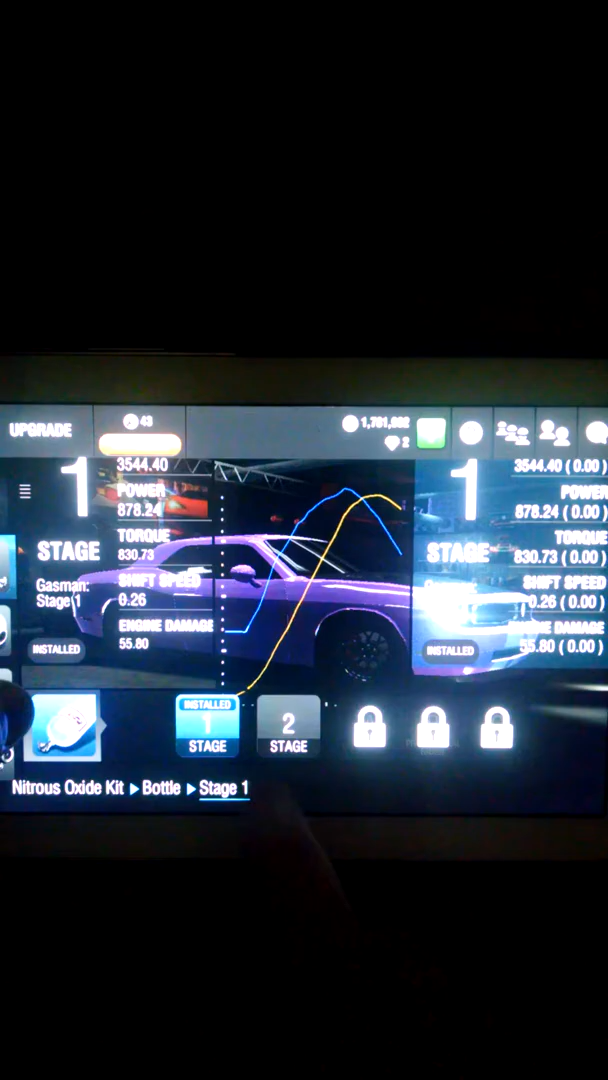 UPGRADE
43
2
1
3544.40
POWER
878.24
TORQUE
830.73
SHIFT SPEED
0.26
ENGINE DAMAGE
55.80
STAGE
Gasman:
Stage 1
INSTALLED
1
3544.40 ( 0.00 )
POWER
878.24 ( 0.00 )
TORQUE
830.73 ( 0.00 )
SHIFT SPEED
0.26 ( 0.00 )
ENGINE DAMAGE
55.80 ( 0.00 )
STAGE
INSTALLED
INSTALLED
1
STAGE
2
STAGE
Nitrous Oxide Kit Bottle Stage 1